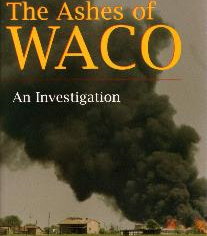 The Ashes of
WACO
An Investigation